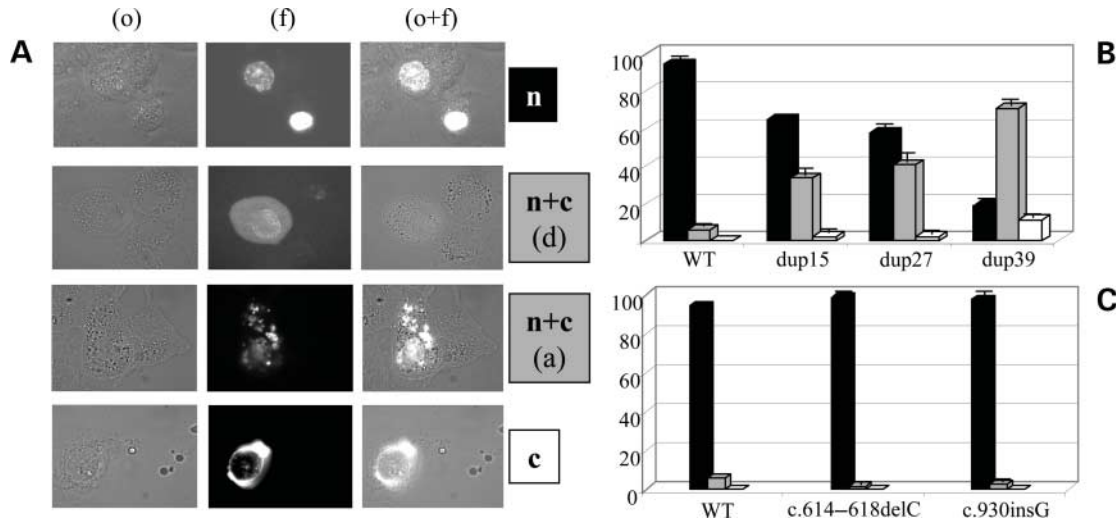 (o) (f) (o+f)
A
n
n+c
(d)
n+c
(a)
c
B
100
80
60
40
20
WT dup15 dup27 dup39
C
100
80
60
40
20
0
WT c.614–618delC c.930insG